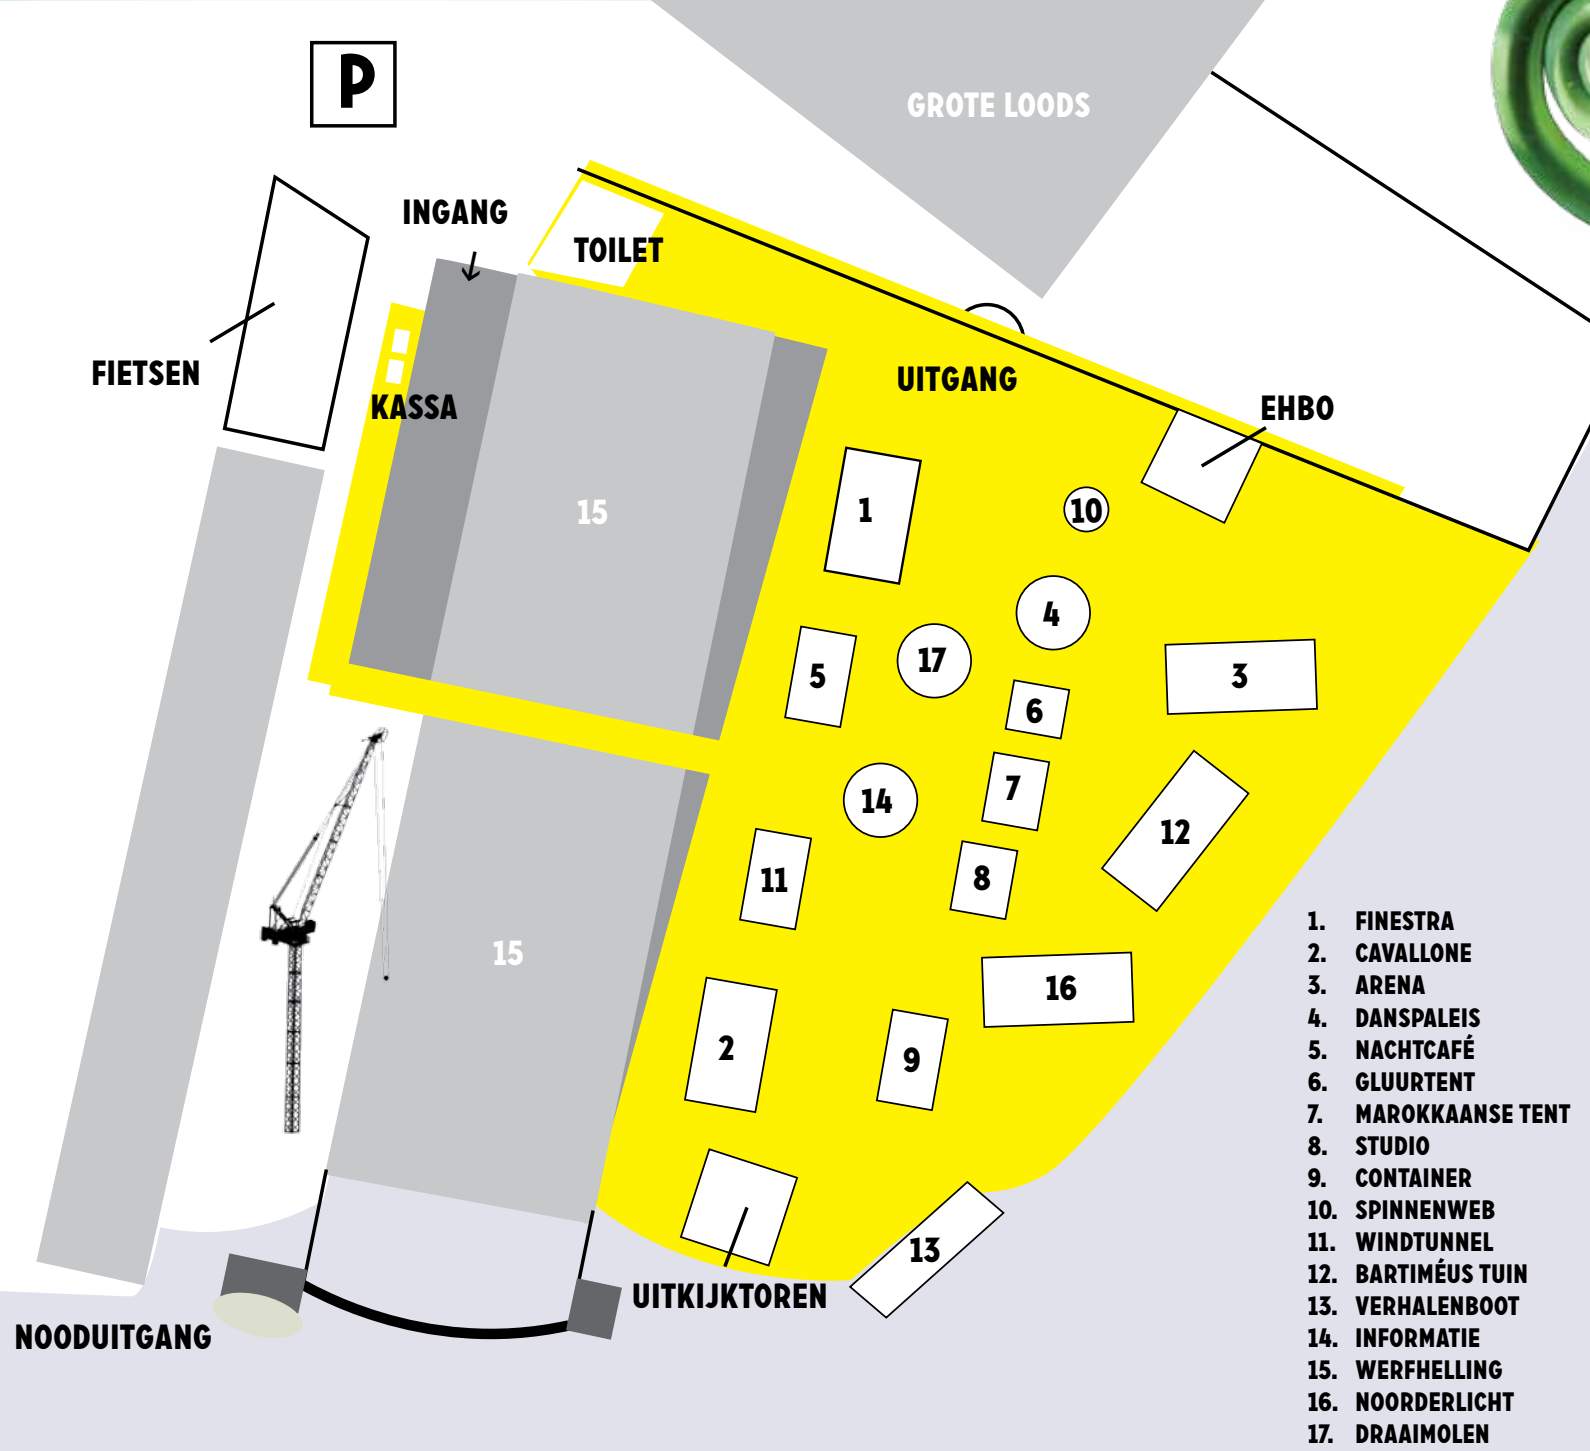 P
GROTE LOODS
INGANG
TOILET
FIETSEN
KASSA
UITGANG
EHBO
15
1
10
4
17
5
3
6
7
14
12
11
8
15
16
2
9
13
UITKIJKTOREN
NOODUITGANG
1. FINESTRA
2. CAVALLONE
3. ARENA
4. DANSPALEIS
5. NACHTCAFÉ
6. GLUURTENT
7. MAROKKAANSE TENT
8. STUDIO
9. CONTAINER
10. SPINNENWEB
11. WINDTUNNEL
12. BARTIMÉUS TUIN
13. VERHALENBOOT
14. INFORMATIE
15. WERFHELLING
16. NOORDERLICHT
17. DRAAIMOLEN